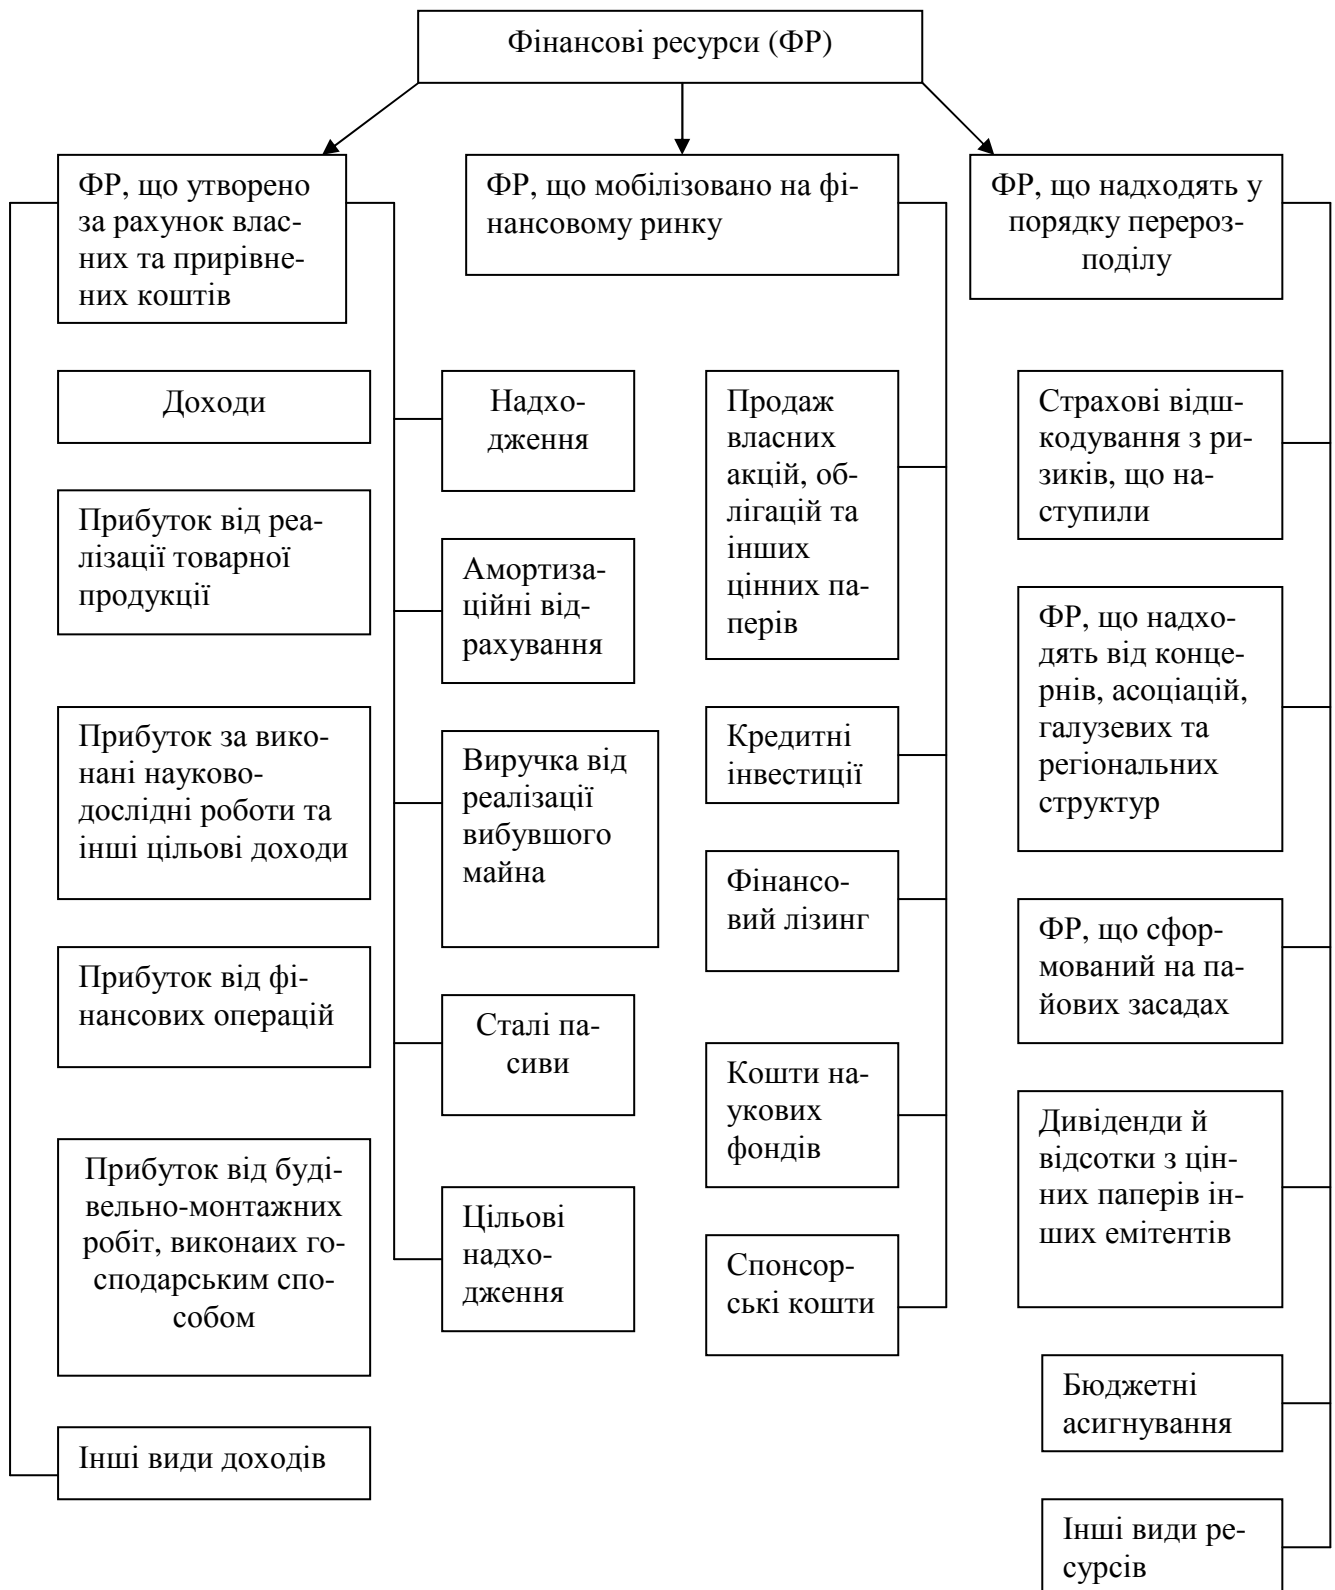 Фінансові ресурси (ФР)
ФР, що утворено
за рахунок влас-
них та прирівне-
них коштів
ФР, що мобілізовано на фі-
нансовому ринку
ФР, що надходять у
порядку перероз-
поділу
Доходи
Прибуток від реа-
лізації товарної
продукції
Прибуток за вико-
нані науково-
дослідні роботи та
інші цільові доходи
Прибуток від фі-
нансових операцій
Прибуток від буді-
вельно-монтажних
робіт, виконаих го-
сподарським спо-
собом
Інші види доходів
Надхо-
дження
Амортиза-
ційні від-
рахування
Виручка від
реалізації
вибувшого
майна
Сталі па-
сиви
Цільові
надхо-
дження
Продаж
власних
акцій, об-
лігацій та
інших
цінних па-
перів
Кредитні
інвестиції
Фінансо-
вий лізинг
Кошти на-
укових
фондів
Спонсор-
ські кошти
Страхові відш-
кодування з ри-
зиків, що на-
ступили
ФР, що надхо-
дять від конце-
рнів, асоціацій,
галузевих та
регіональних
структур
ФР, що сфор-
мований на па-
йових засадах
Дивіденди й
відсотки з цін-
них паперів ін-
ших емітентів
Бюджетні
асигнування
Інші види ре-
сурсів